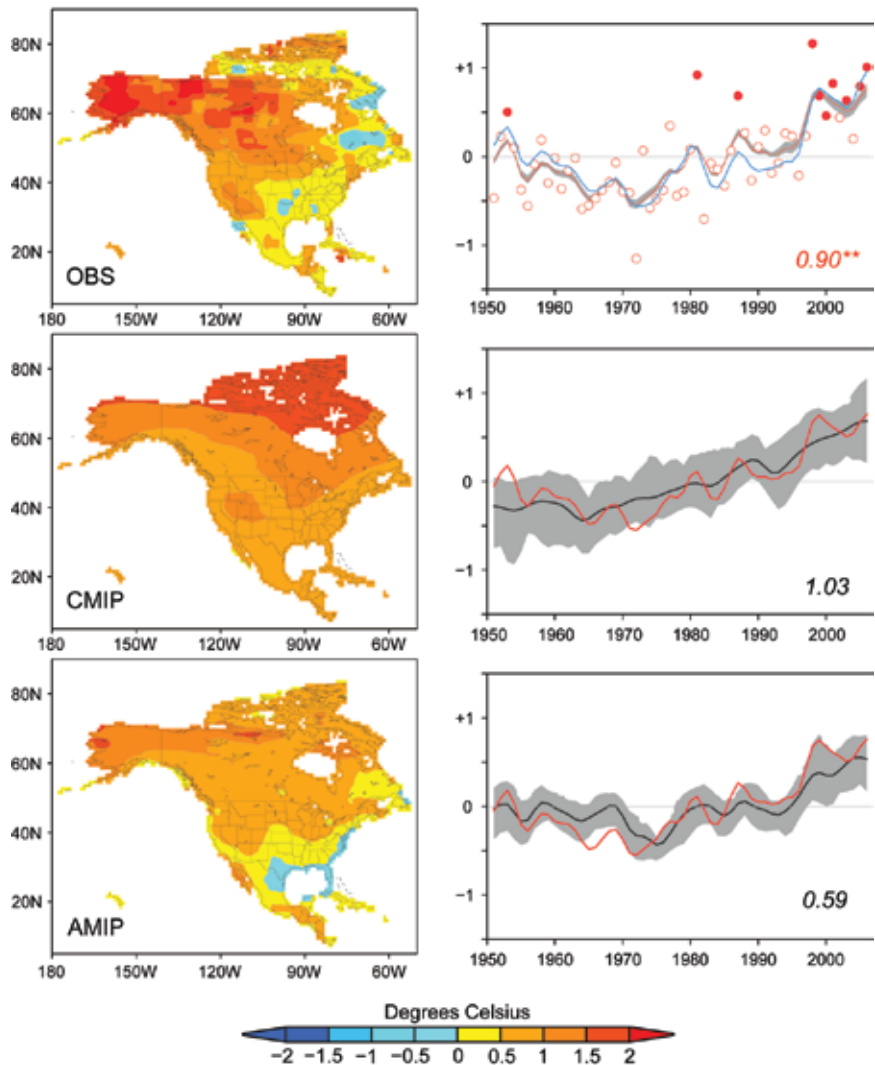 80N
60N
40N
20N
OBS
180 150W 120W 90W 60W
+1
0
−1
0.90**
1950 1960 1970 1980 1990 2000
80N
60N
40N
20N
CMIP
180 150W 120W 90W 60W
+1
0
−1
1.03
1950 1960 1970 1980 1990 2000
80N
60N
40N
20N
AMIP
180 150W 120W 90W 60W
+1
0
−1
0.59
1950 1960 1970 1980 1990 2000
Degrees Celsius
−2 −1.5 −1 −0.5 0 0.5 1 1.5 2